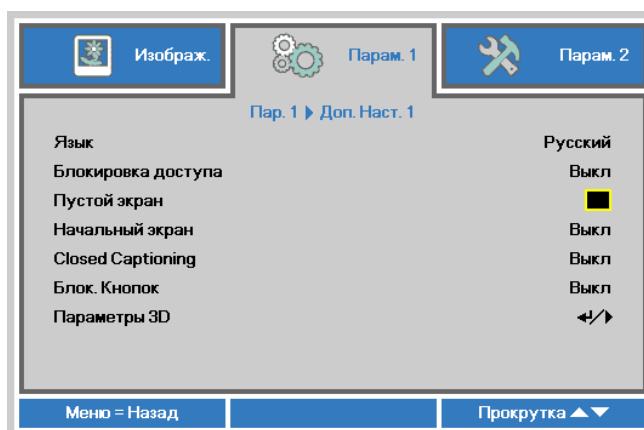 Изображ. Парам. 1 Парам. 2
Пар. 1 Доп. Наст. 1
Язык Русский
Блокировка доступа Выкл
Пустой экран
Начальный экран Выкл
Closed Captioning Выкл
Блок. Кнопок Выкл
Параметры 3D
Меню = Назад Прокрутка